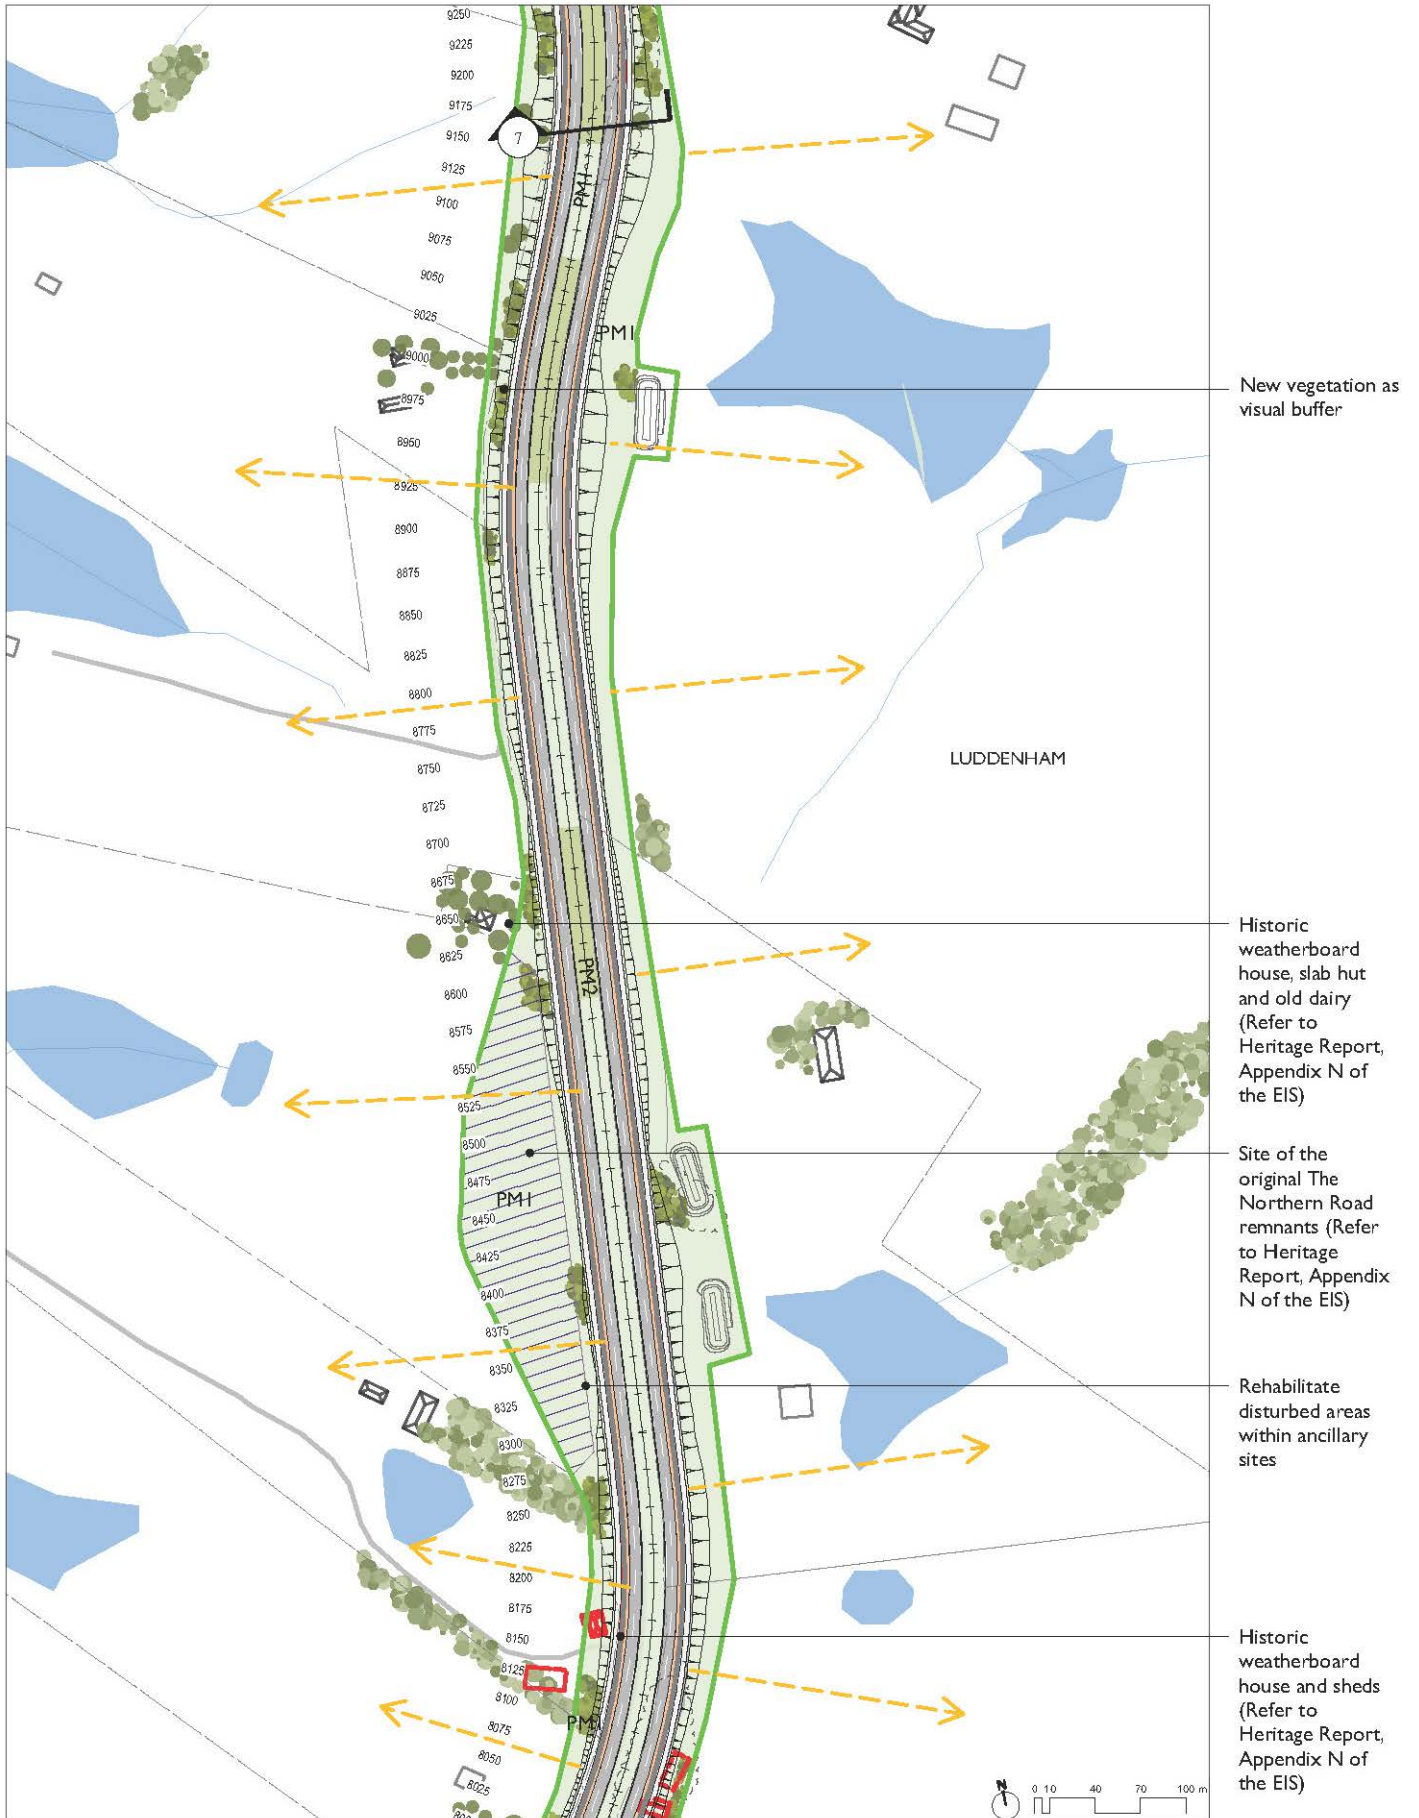 9250
9225
9200
9175
9150
7
9125
PM1
9100
9075
9050
9025
PM1
9000
New vegetation as
visual buffer
8975
8950
8925
8900
8875
8850
8825
8800
8775
LUDDENHAM
8750
8725
8700
8675
8650
Historic
weatherboard
house, slab hut
and old dairy
(Refer to
Heritage Report,
Appendix N of
the EIS)
8625
PM2
8600
8575
8550
8525
8500
Site of the
original The
Northern Road
remnants (Refer
to Heritage
Report, Appendix
N of the EIS)
8475
PM1
8450
8425
8400
8375
8350
Rehabilitate
disturbed areas
within ancillary
sites
8325
8300
8275
8250
8225
8200
8175
8150
Historic
weatherboard
house and sheds
(Refer to
Heritage Report,
Appendix N of
the EIS)
8125
8100
PM1
8075
8050
8025
N
0 10 40 70 100 m